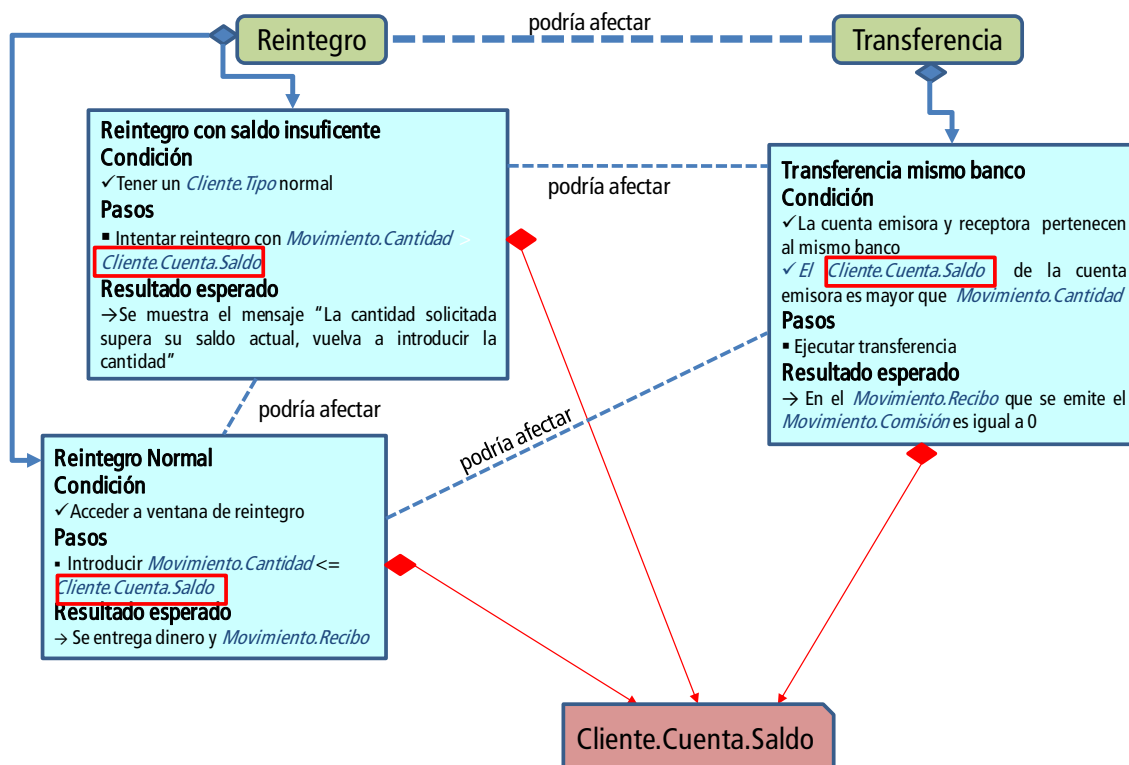 podría afectar
Reintegro
Transferencia
Reintegro con saldo insuficente
Condición
✓Tener un Cliente.Tipo normal
Pasos
▪ Intentar reintegro con Movimiento.Cantidad >
Cliente.Cuenta.Saldo
Resultado esperado
→Se muestra el mensaje "La cantidad solicitada
supera su saldo actual, vuelva a introducir la
cantidad"
podría afectar
Transferencia mismo banco
Condición
✓La cuenta emisora y receptora pertenecen
al mismo banco
✓El Cliente.Cuenta.Saldo de la cuenta
emisora es mayor que Movimiento.Cantidad
Pasos
▪ Ejecutar transferencia
Resultado esperado
→ En el Movimiento.Recibo que se emite el
Movimiento.Comisión es igual a 0
podría afectar
podría afectar
Reintegro Normal
Condición
✓Acceder a ventana de reintegro
Pasos
▪ Introducir Movimiento.Cantidad <=
Cliente.Cuenta.Saldo
Resultado esperado
→ Se entrega dinero y Movimiento.Recibo
Cliente.Cuenta.Saldo